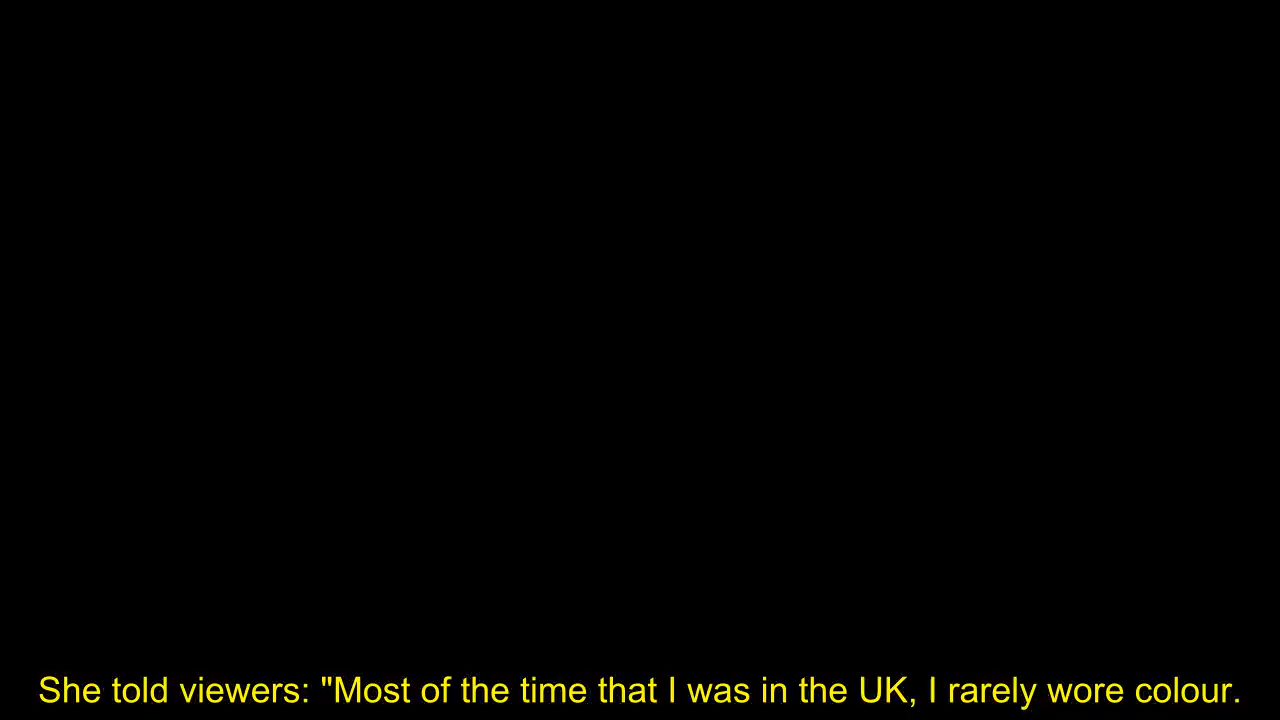 She told viewers: "Most of the time that I was in the UK, I rarely wore colour.